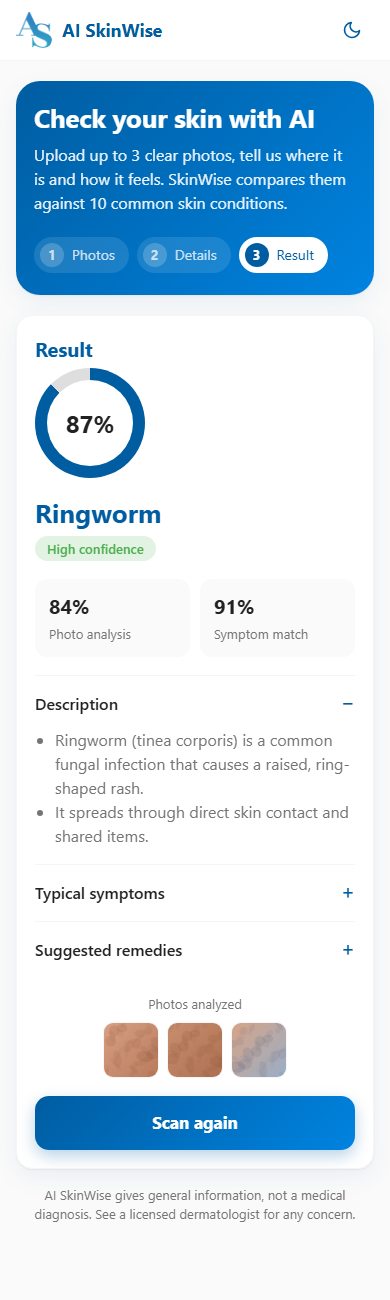 AS AI SkinWise
Check your skin with AI
Upload up to 3 clear photos, tell us where it
is and how it feels. SkinWise compares them
against 10 common skin conditions.
1 Photos 2 Details 3 Result
Result
87%
Ringworm
High confidence
84% 91%
Photo analysis Symptom match
Description −
• Ringworm (tinea corporis) is a common
fungal infection that causes a raised, ring-
shaped rash.
• It spreads through direct skin contact and
shared items.
Typical symptoms +
Suggested remedies +
Photos analyzed
Scan again
AI SkinWise gives general information, not a medical
diagnosis. See a licensed dermatologist for any concern.